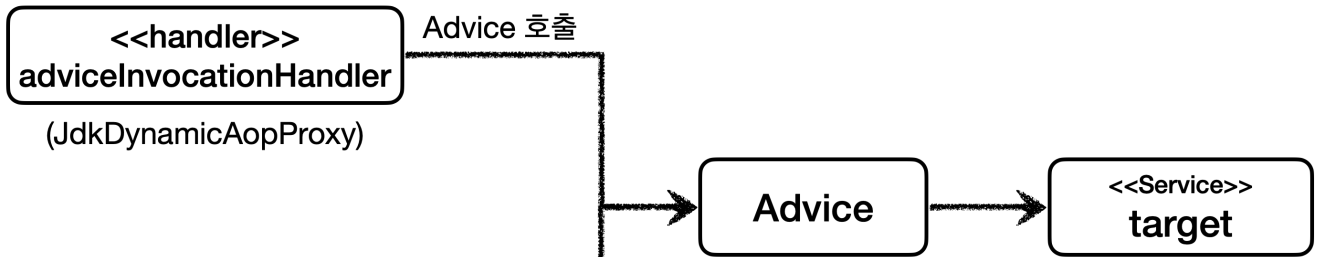 <<handler>>
adviceInvocationHandler
(JdkDynamicAopProxy)
Advice 호출
Advice
<<Service>>
target